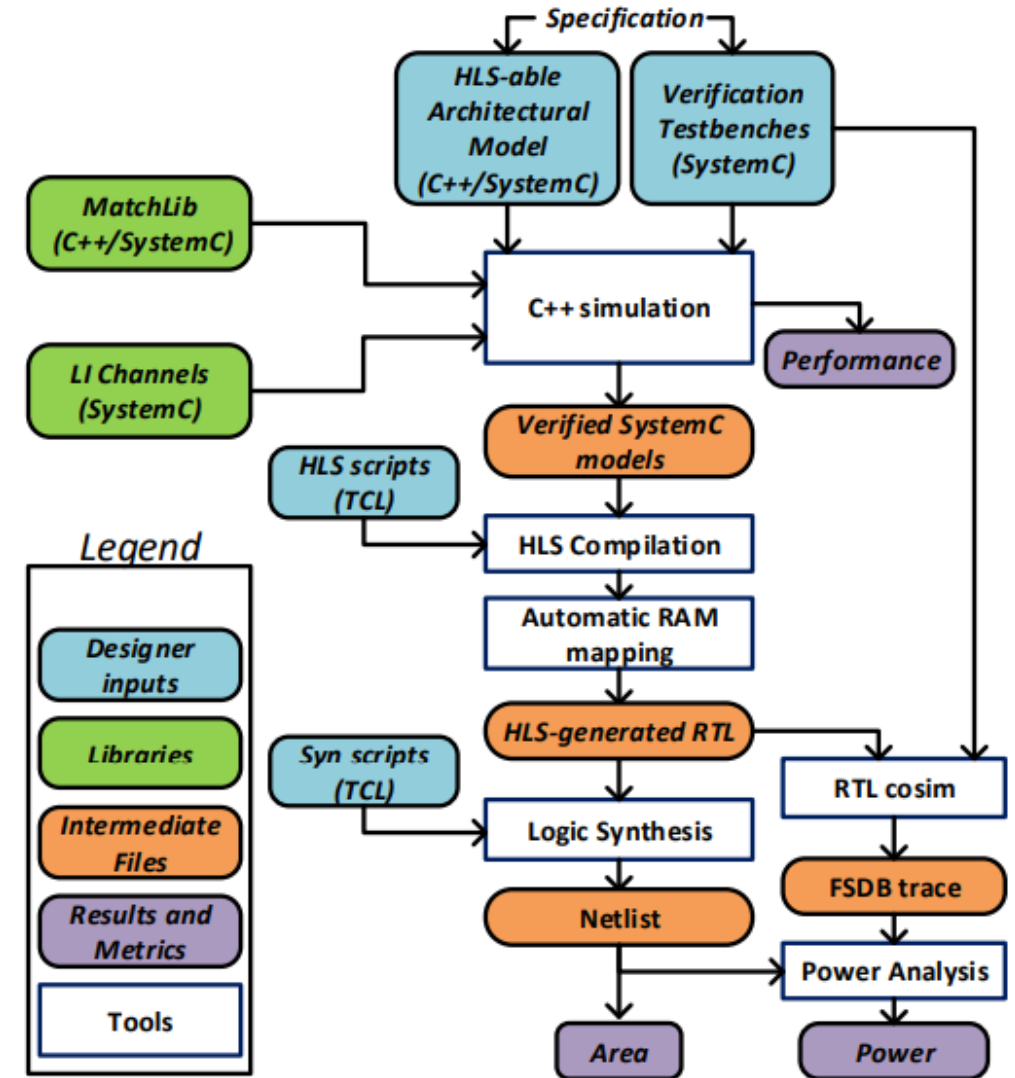 Specification
HLS-able
Architectural
Model
(C++/SystemC)
Verification
Testbenches
(SystemC)
MatchLib
(C++/SystemC)
C++ simulation
LI Channels
(SystemC)
Performance
Verified SystemC
models
HLS scripts
(TCL)
HLS Compilation
Automatic RAM
mapping
HLS-generated RTL
Syn scripts
(TCL)
RTL cosim
Logic Synthesis
FSDB trace
Netlist
Power Analysis
Area
Power
Legend
Designer
inputs
Libraries
Intermediate
Files
Results and
Metrics
Tools